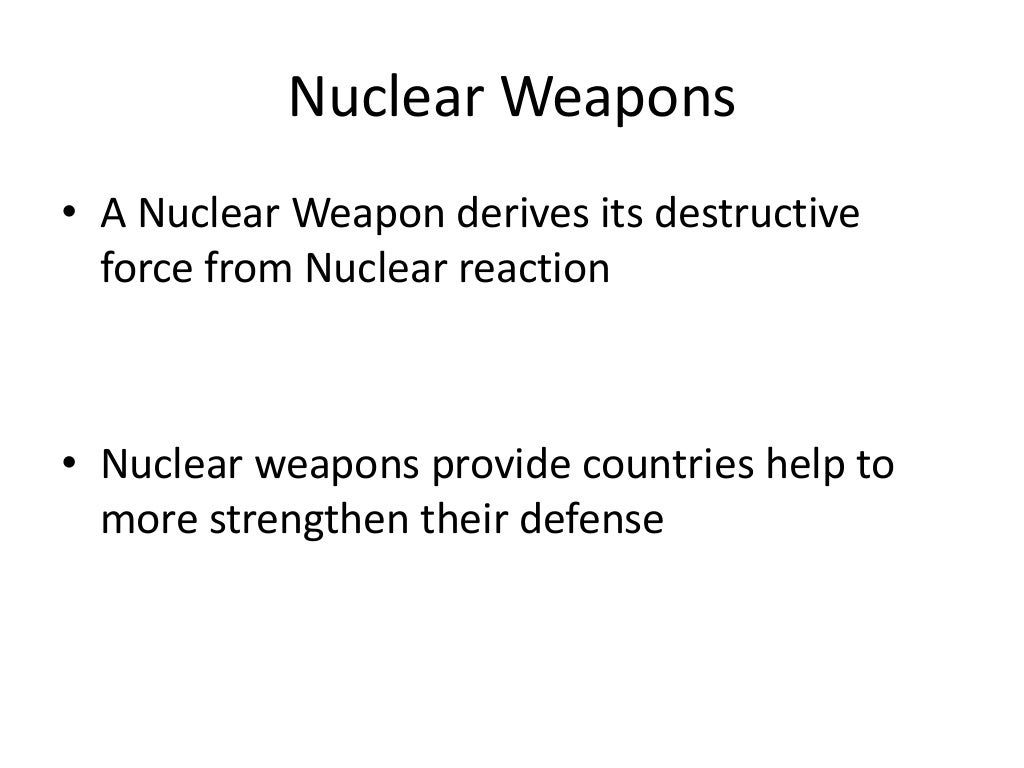 Nuclear Weapons
• A Nuclear Weapon derives its destructive
force from Nuclear reaction
• Nuclear weapons provide countries help to
more strengthen their defense